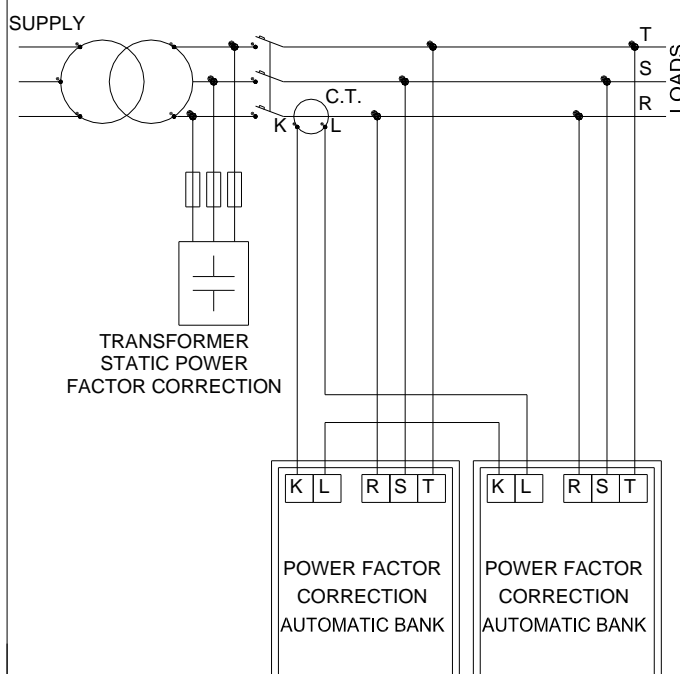 SUPPLY
T
S
R
LOADS
C.T.
K L
TRANSFORMER
STATIC POWER
FACTOR CORRECTION
K L R S T
K L R S T
POWER FACTOR
CORRECTION
AUTOMATIC BANK
POWER FACTOR
CORRECTION
AUTOMATIC BANK